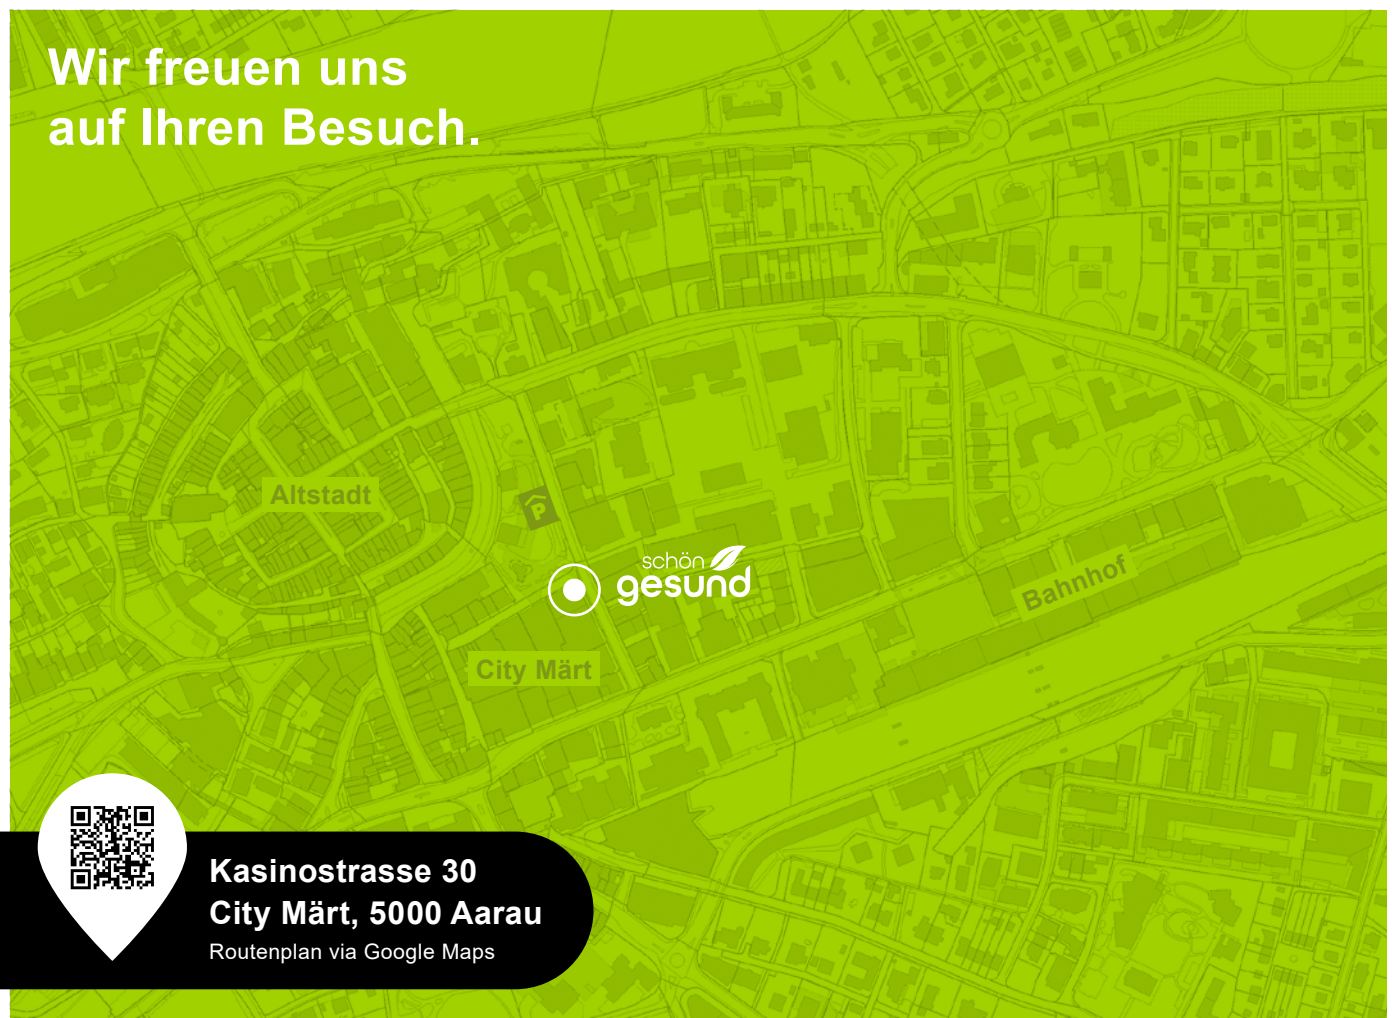 Wir freuen uns
auf Ihren Besuch.
Altstadt
P
schön
gesund
Bahnhof
City Märt
Kasinostrasse 30
City Märt, 5000 Aarau
Routenplan via Google Maps